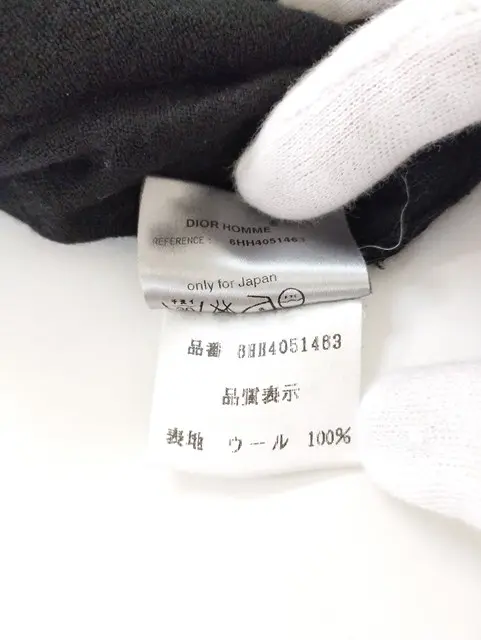 DIOR HOMME
REFERENCE : 6HH4051463
only for Japan
品番 6HH4051463
品質表示
表地 ウール 100%